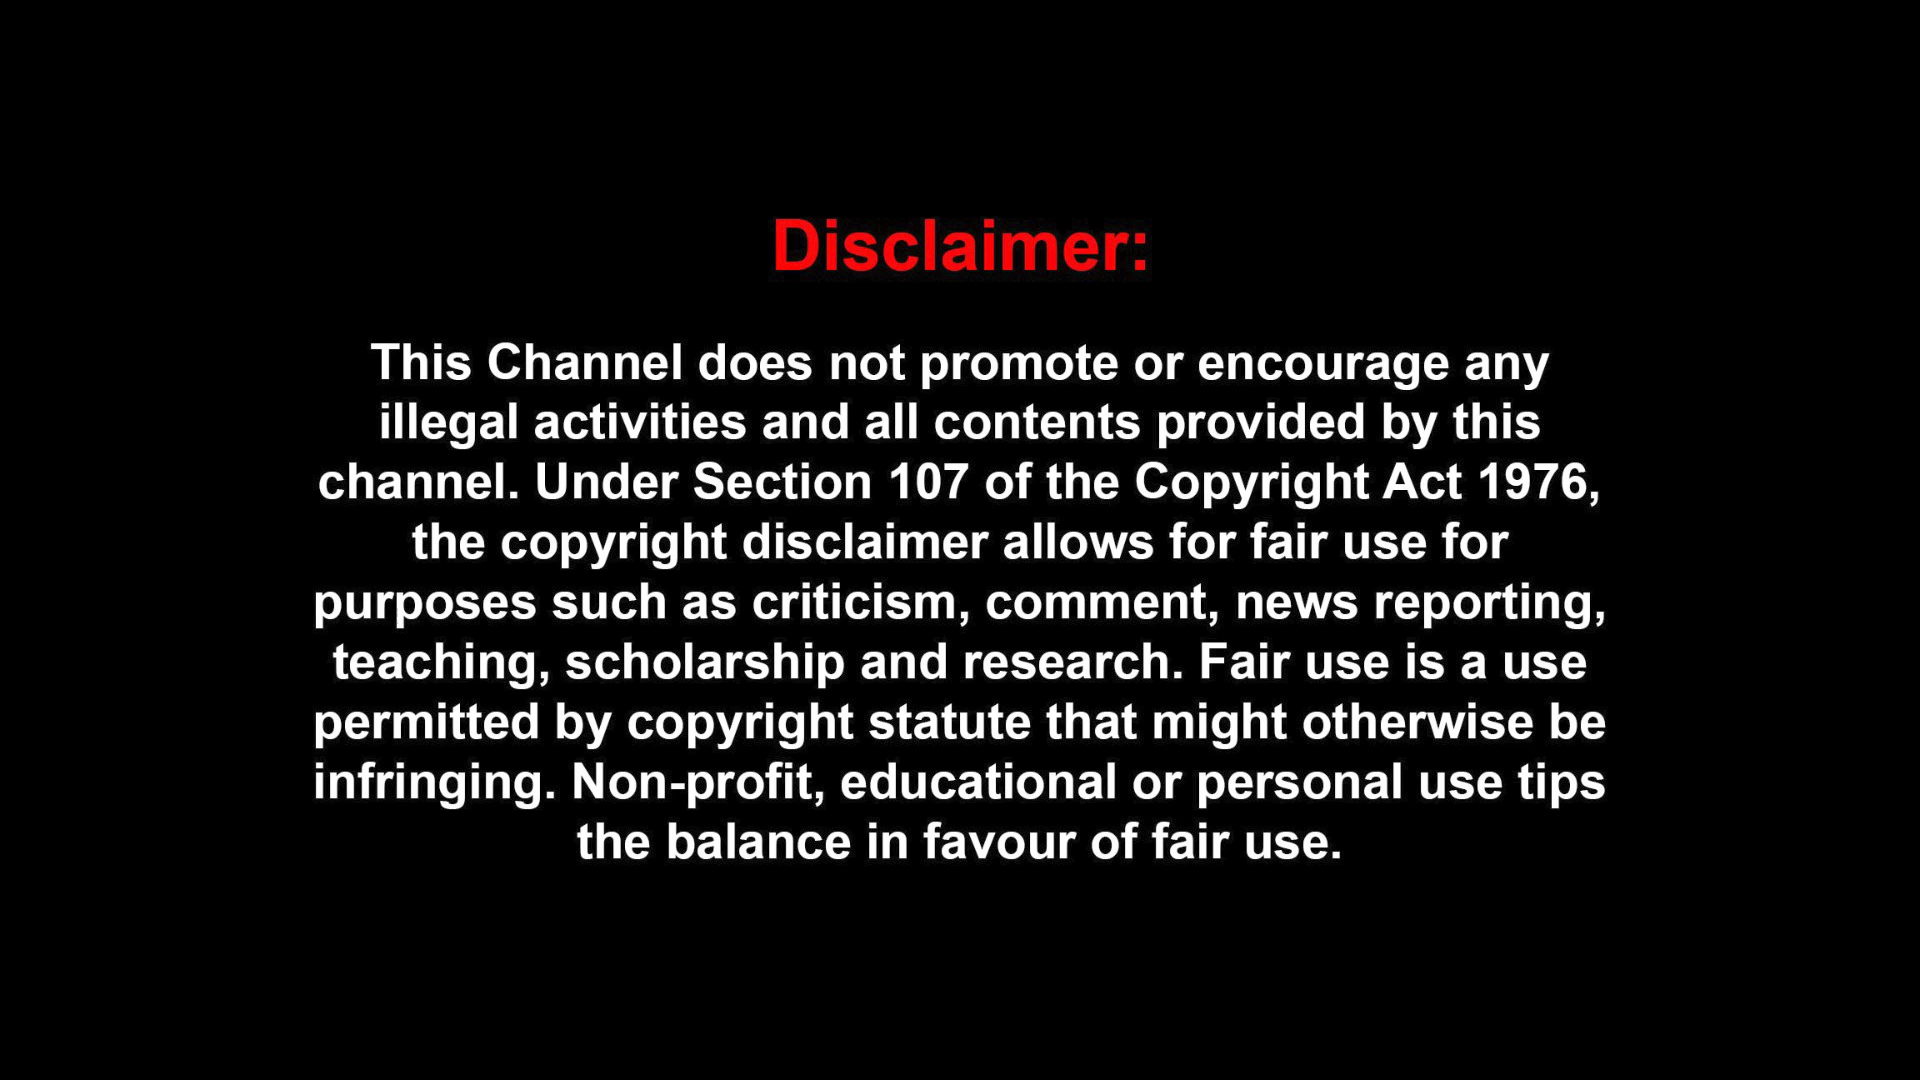 Disclaimer:
This Channel does not promote or encourage any
illegal activities and all contents provided by this
channel. Under Section 107 of the Copyright Act 1976,
the copyright disclaimer allows for fair use for
purposes such as criticism, comment, news reporting,
teaching, scholarship and research. Fair use is a use
permitted by copyright statute that might otherwise be
infringing. Non-profit, educational or personal use tips
the balance in favour of fair use.